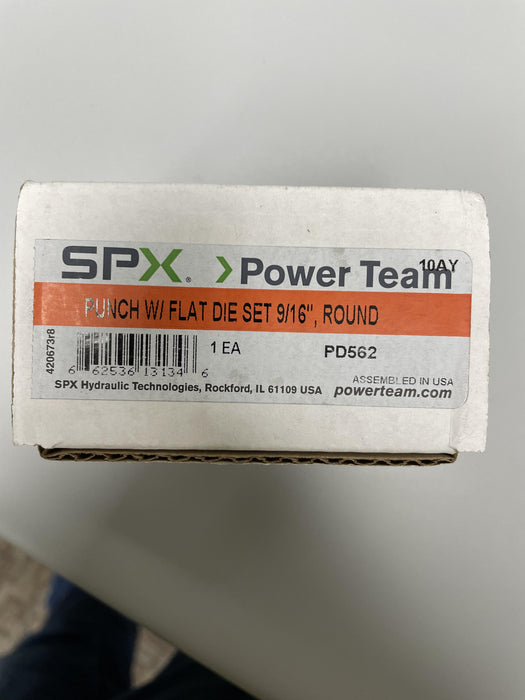 SPX. >Power Team 10AY
PUNCH W/ FLAT DIE SET 9/16", ROUND
420673r8
1 EA PD562
6 62536 13134 6
ASSEMBLED IN USA
SPX Hydraulic Technologies, Rockford, IL 61109 USA powerteam.com